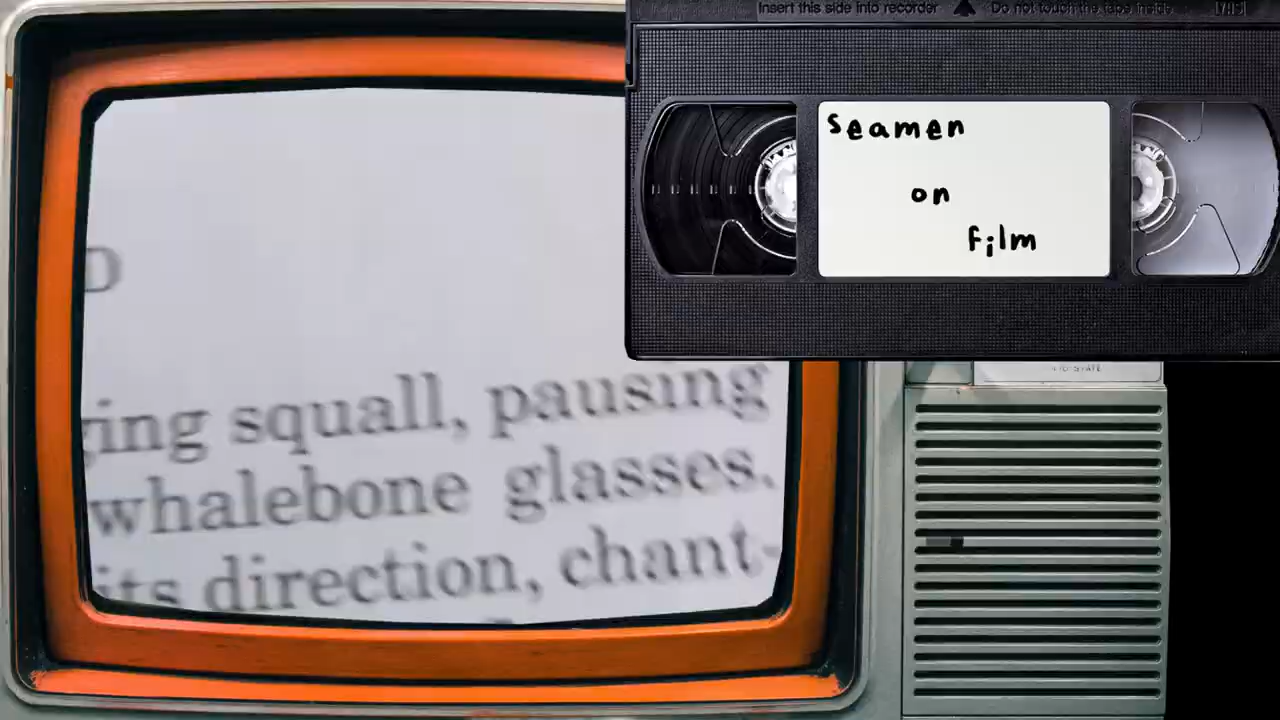 Insert this side into recorder Do not touch the tape inside VHS
Seamen
on
film
ing squall, pausing
whalebone glasses.
its direction, chant-